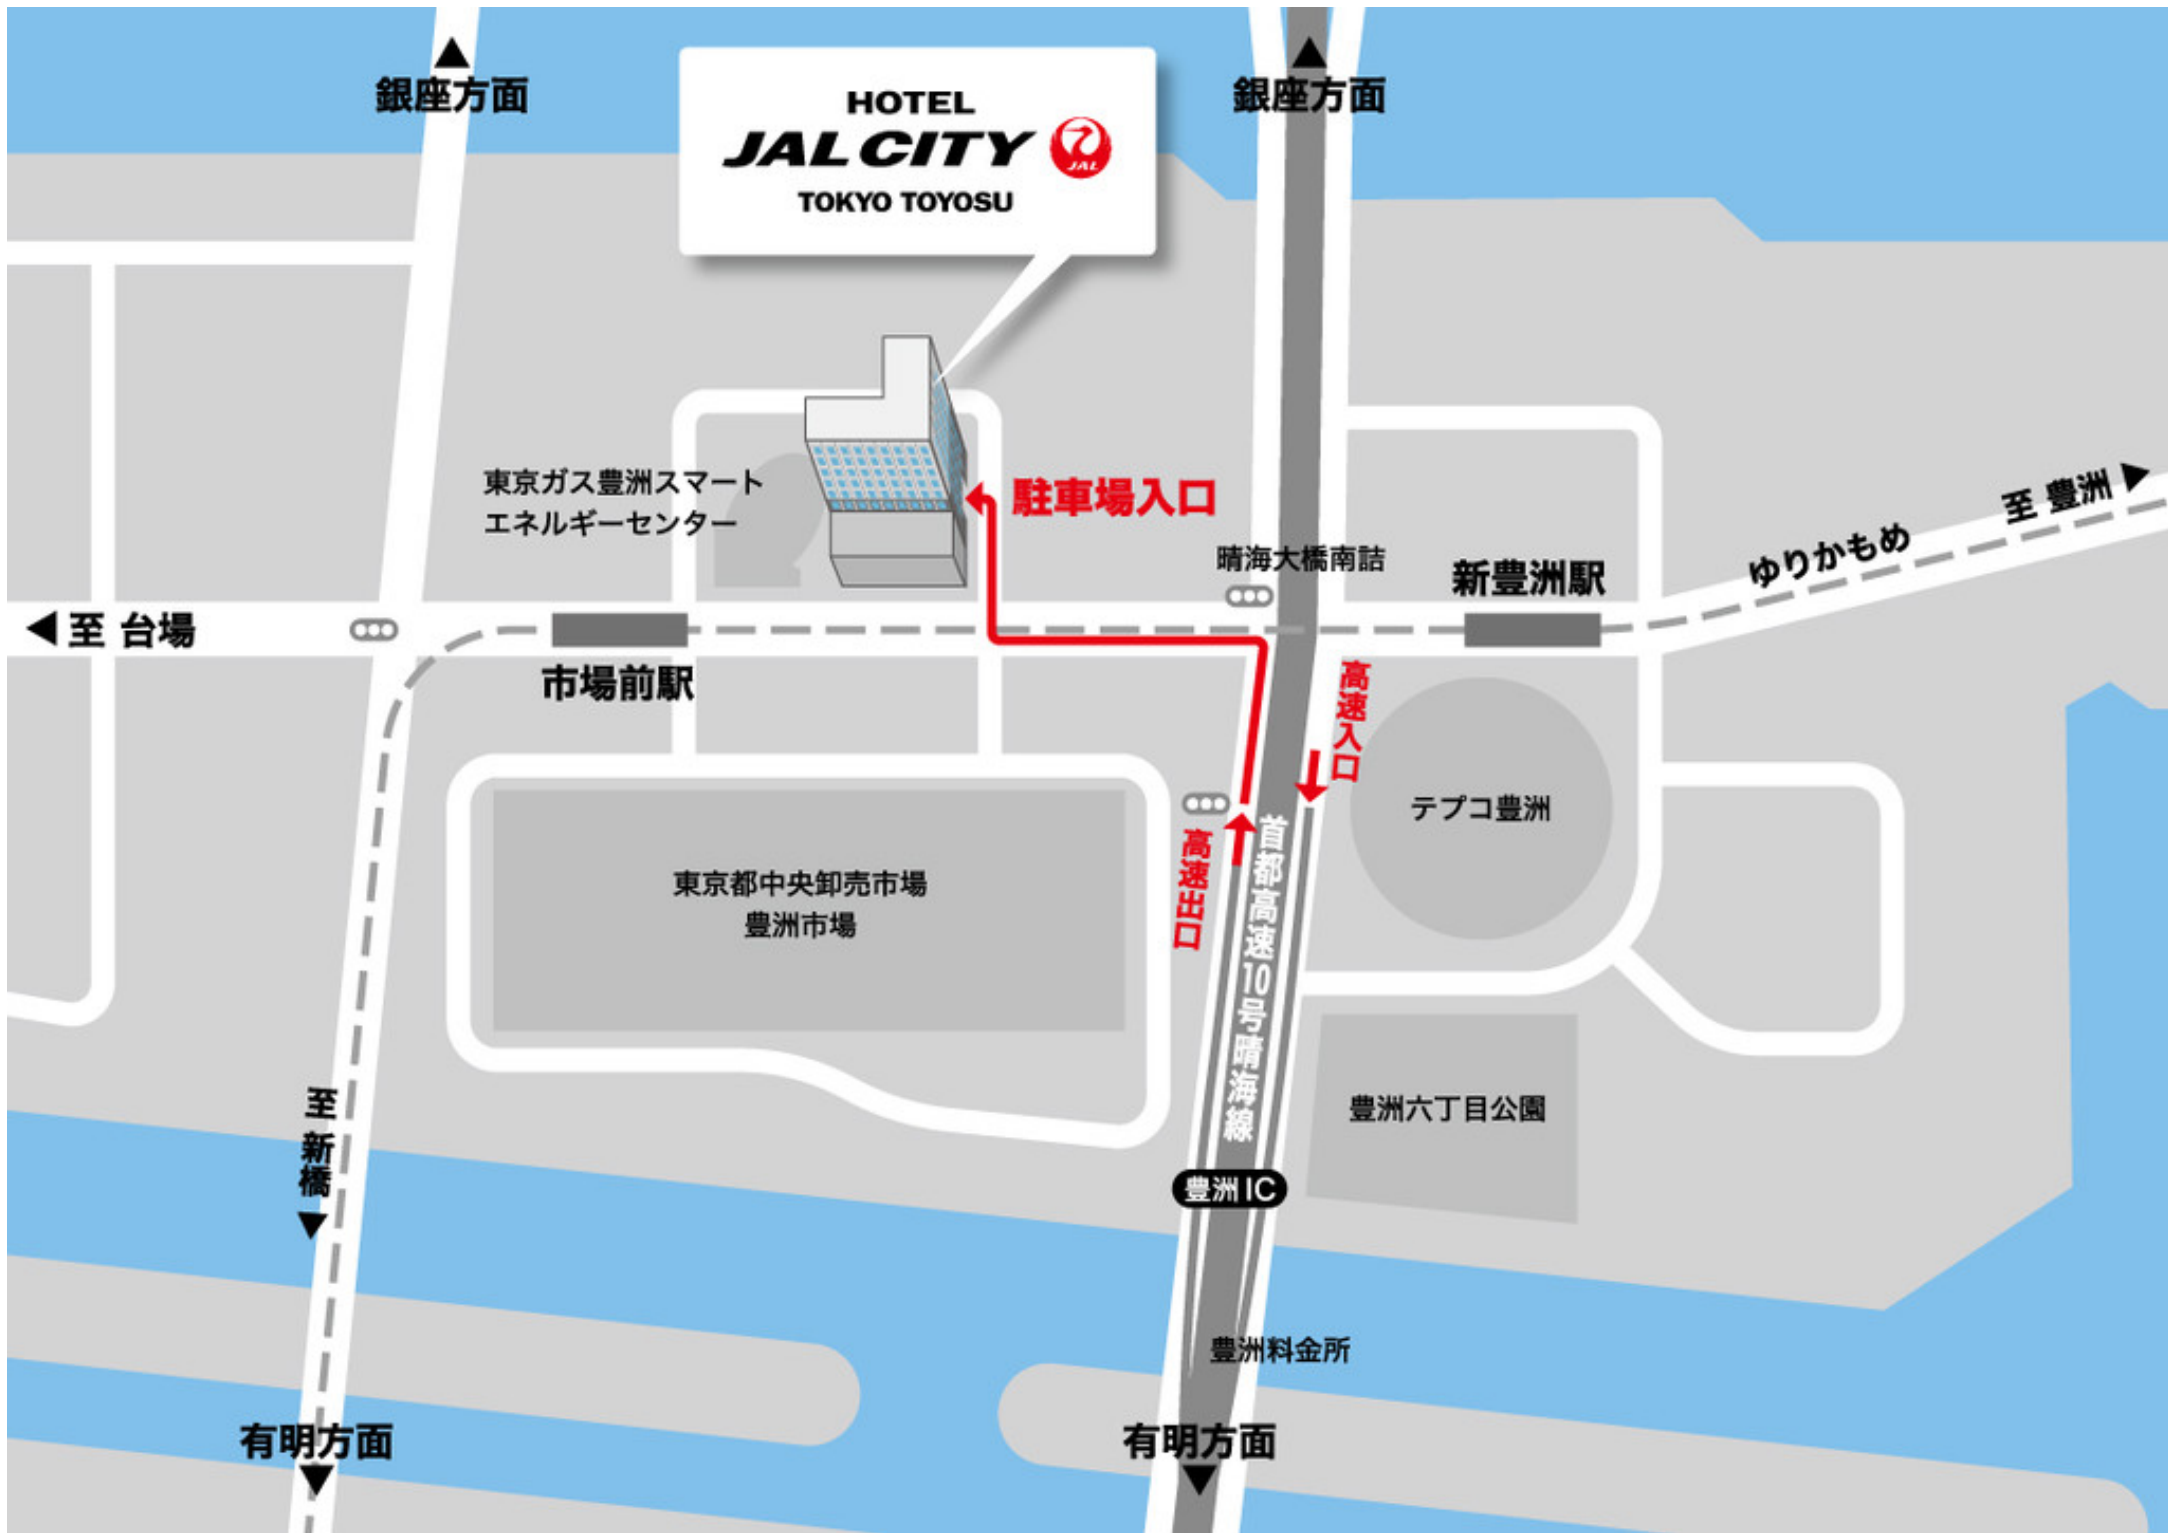 銀座方面
HOTEL
JAL CITY
JAL
TOKYO TOYOSU
銀座方面
東京ガス豊洲スマート
エネルギーセンター
駐車場入口
晴海大橋南詰
新豊洲駅
ゆりかもめ
至 豊洲
至 台場
市場前駅
高速入口
テプコ豊洲
高速出口
首都高速10号晴海線
東京都中央卸売市場
豊洲市場
豊洲六丁目公園
至 新橋
豊洲IC
豊洲料金所
有明方面
有明方面